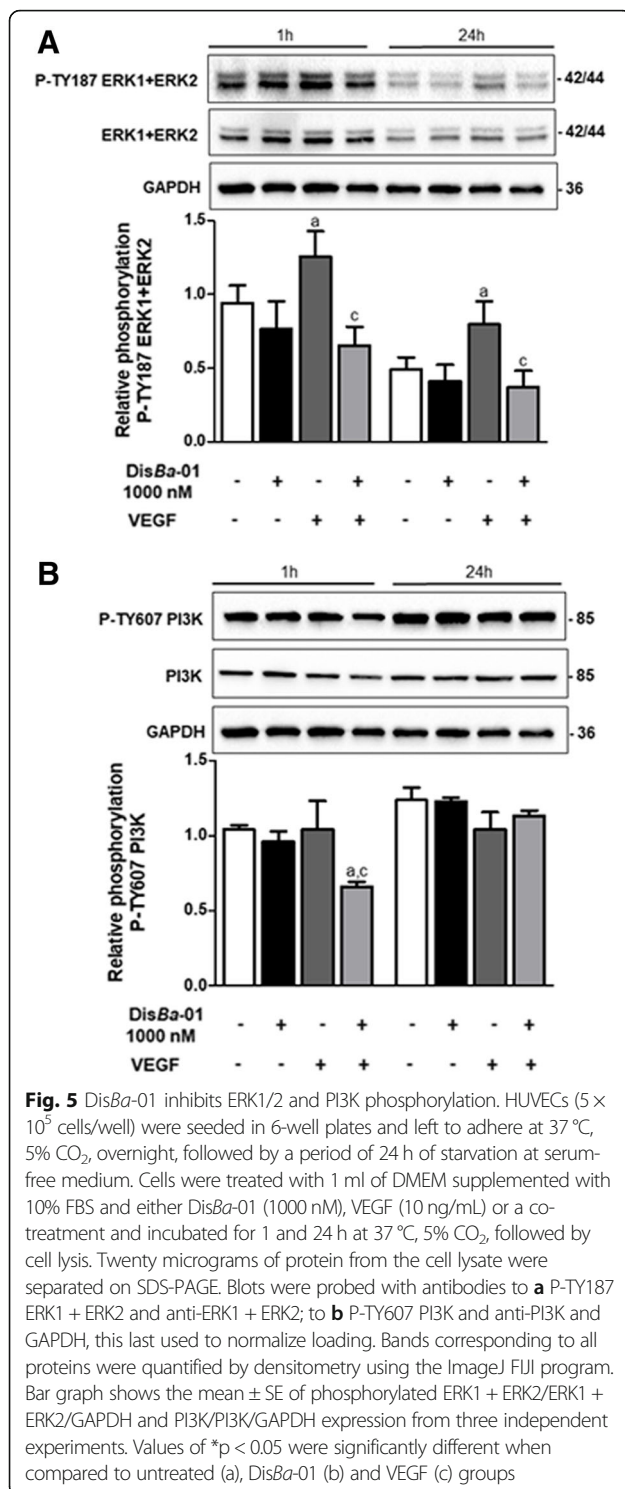 A
1h 24h
P-TY187 ERK1+ERK2 - 42/44
ERK1+ERK2 - 42/44
GAPDH - 36
Relative phosphorylation
P-TY187 ERK1+ERK2
1.5
1.0
0.5
0.0
a
c
a
c
DisBa-01
1000 nM
- + - + - + - +
VEGF - - + + - - + +
B
1h 24h
P-TY607 PI3K - 85
PI3K - 85
GAPDH - 36
Relative phosphorylation
P-TY607 PI3K
1.5
1.0
0.5
0.0
a,c
DisBa-01
1000 nM
- + - + - + - +
VEGF - - + + - - + +
Fig. 5 DisBa-01 inhibits ERK1/2 and PI3K phosphorylation. HUVECs (5 ×
10⁵ cells/well) were seeded in 6-well plates and left to adhere at 37 °C,
5% CO₂, overnight, followed by a period of 24 h of starvation at serum-
free medium. Cells were treated with 1 ml of DMEM supplemented with
10% FBS and either DisBa-01 (1000 nM), VEGF (10 ng/mL) or a co-
treatment and incubated for 1 and 24 h at 37 °C, 5% CO₂, followed by
cell lysis. Twenty micrograms of protein from the cell lysate were
separated on SDS-PAGE. Blots were probed with antibodies to a P-TY187
ERK1 + ERK2 and anti-ERK1 + ERK2; to b P-TY607 PI3K and anti-PI3K and
GAPDH, this last used to normalize loading. Bands corresponding to all
proteins were quantified by densitometry using the ImageJ FIJI program.
Bar graph shows the mean ± SE of phosphorylated ERK1 + ERK2/ERK1 +
ERK2/GAPDH and PI3K/PI3K/GAPDH expression from three independent
experiments. Values of *p < 0.05 were significantly different when
compared to untreated (a), DisBa-01 (b) and VEGF (c) groups